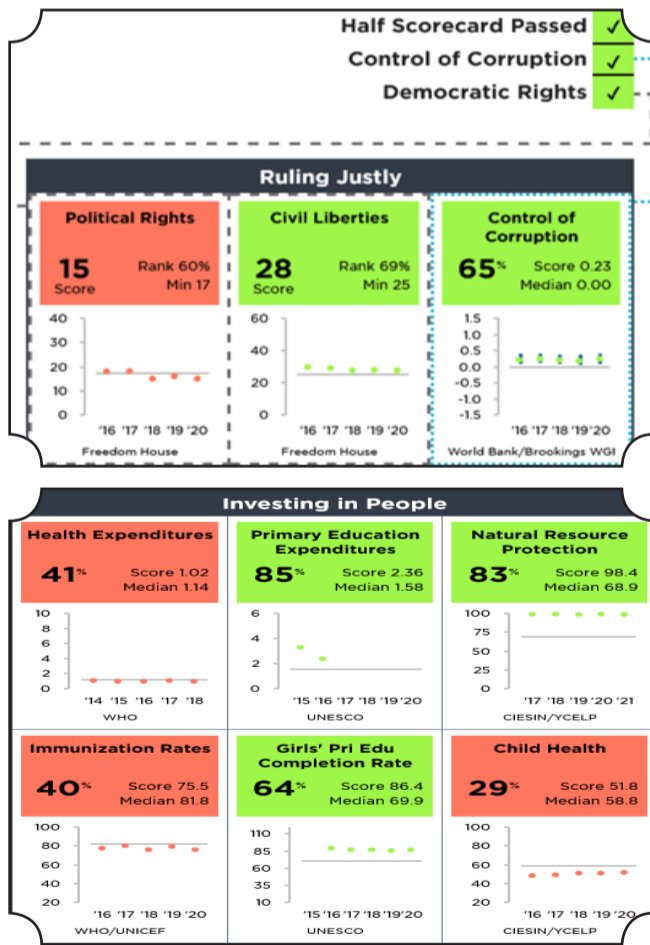 Half Scorecard Passed ✓
Control of Corruption ✓
Democratic Rights ✓
Ruling Justly
Political Rights
15 Score
Rank 60%
Min 17
40
30
20
10
0
'16 '17 '18 '19 '20
Freedom House
Civil Liberties
28 Score
Rank 69%
Min 25
60
40
20
0
'16 '17 '18 '19 '20
Freedom House
Control of
Corruption
65%
Score 0.23
Median 0.00
1.5
1.0
0.5
0.0
-0.5
-1.0
-1.5
'16 '17 '18 '19 '20
World Bank/Brookings WGI
Investing in People
Health Expenditures
41%
Score 1.02
Median 1.14
10
8
6
4
2
0
'14 '15 '16 '17 '18
WHO
Primary Education
Expenditures
85%
Score 2.36
Median 1.58
6
4
2
0
'15 '16 '17 '18 '19 '20
UNESCO
Natural Resource
Protection
83%
Score 98.4
Median 68.9
100
75
50
25
0
'17 '18 '19 '20 '21
CIESIN/YCELP
Immunization Rates
40%
Score 75.5
Median 81.8
100
80
60
40
20
'16 '17 '18 '19 '20
WHO/UNICEF
Girls' Pri Edu
Completion Rate
64%
Score 86.4
Median 69.9
110
85
60
35
10
'15 '16 '17 '18 '19 '20
UNESCO
Child Health
29%
Score 51.8
Median 58.8
100
80
60
40
20
'16 '17 '18 '19 '20
CIESIN/YCELP